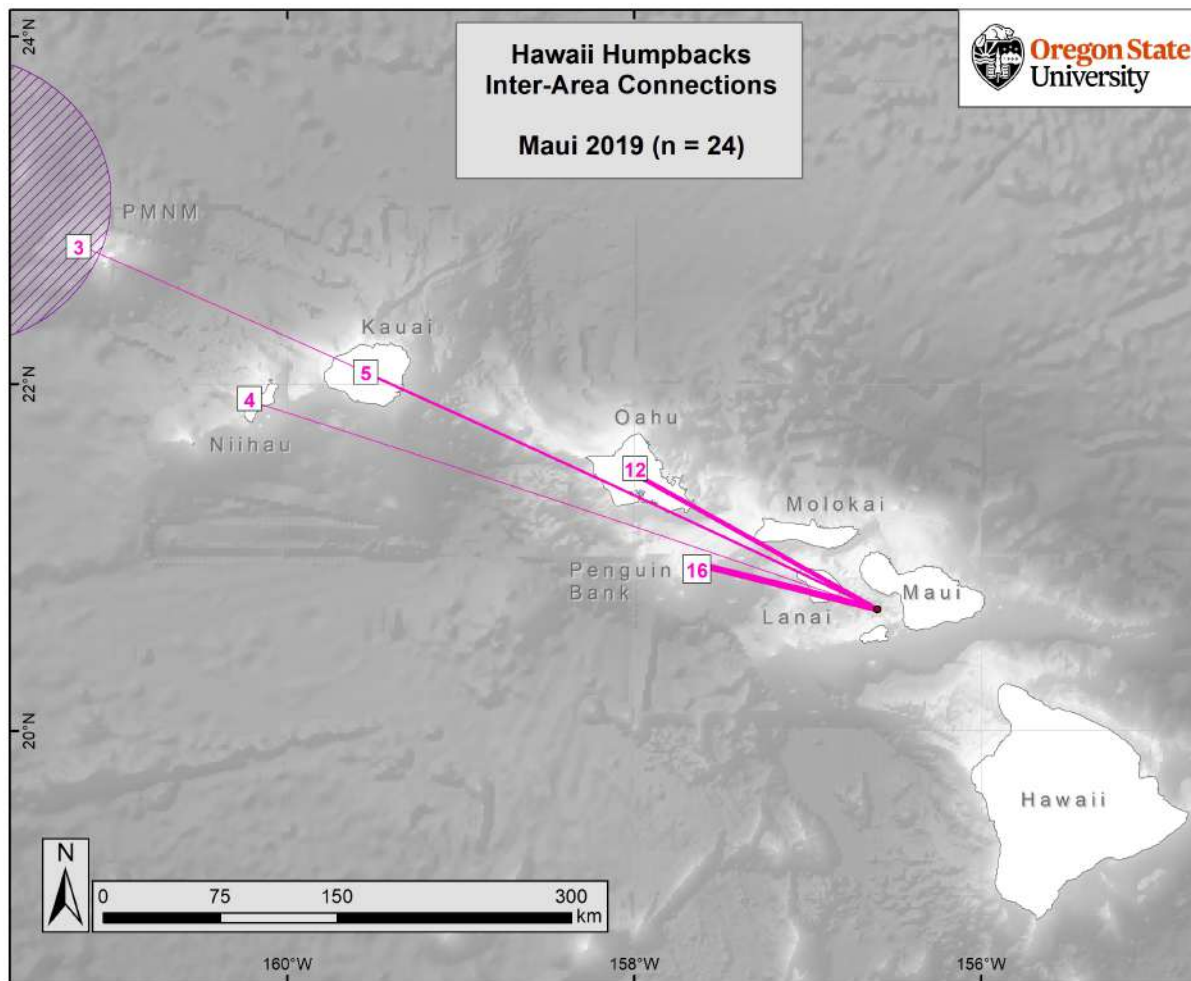 Hawaii Humpbacks
Inter-Area Connections
Maui 2019 (n = 24)
Oregon State
University
24°N
22°N
20°N
PMNM
3
Kauai
5
4
Niihau
Oahu
12
Molokai
16
Penguin
Bank
Lanai
Maui
Hawaii
N
0 75 150 300
km
160°W 158°W 156°W